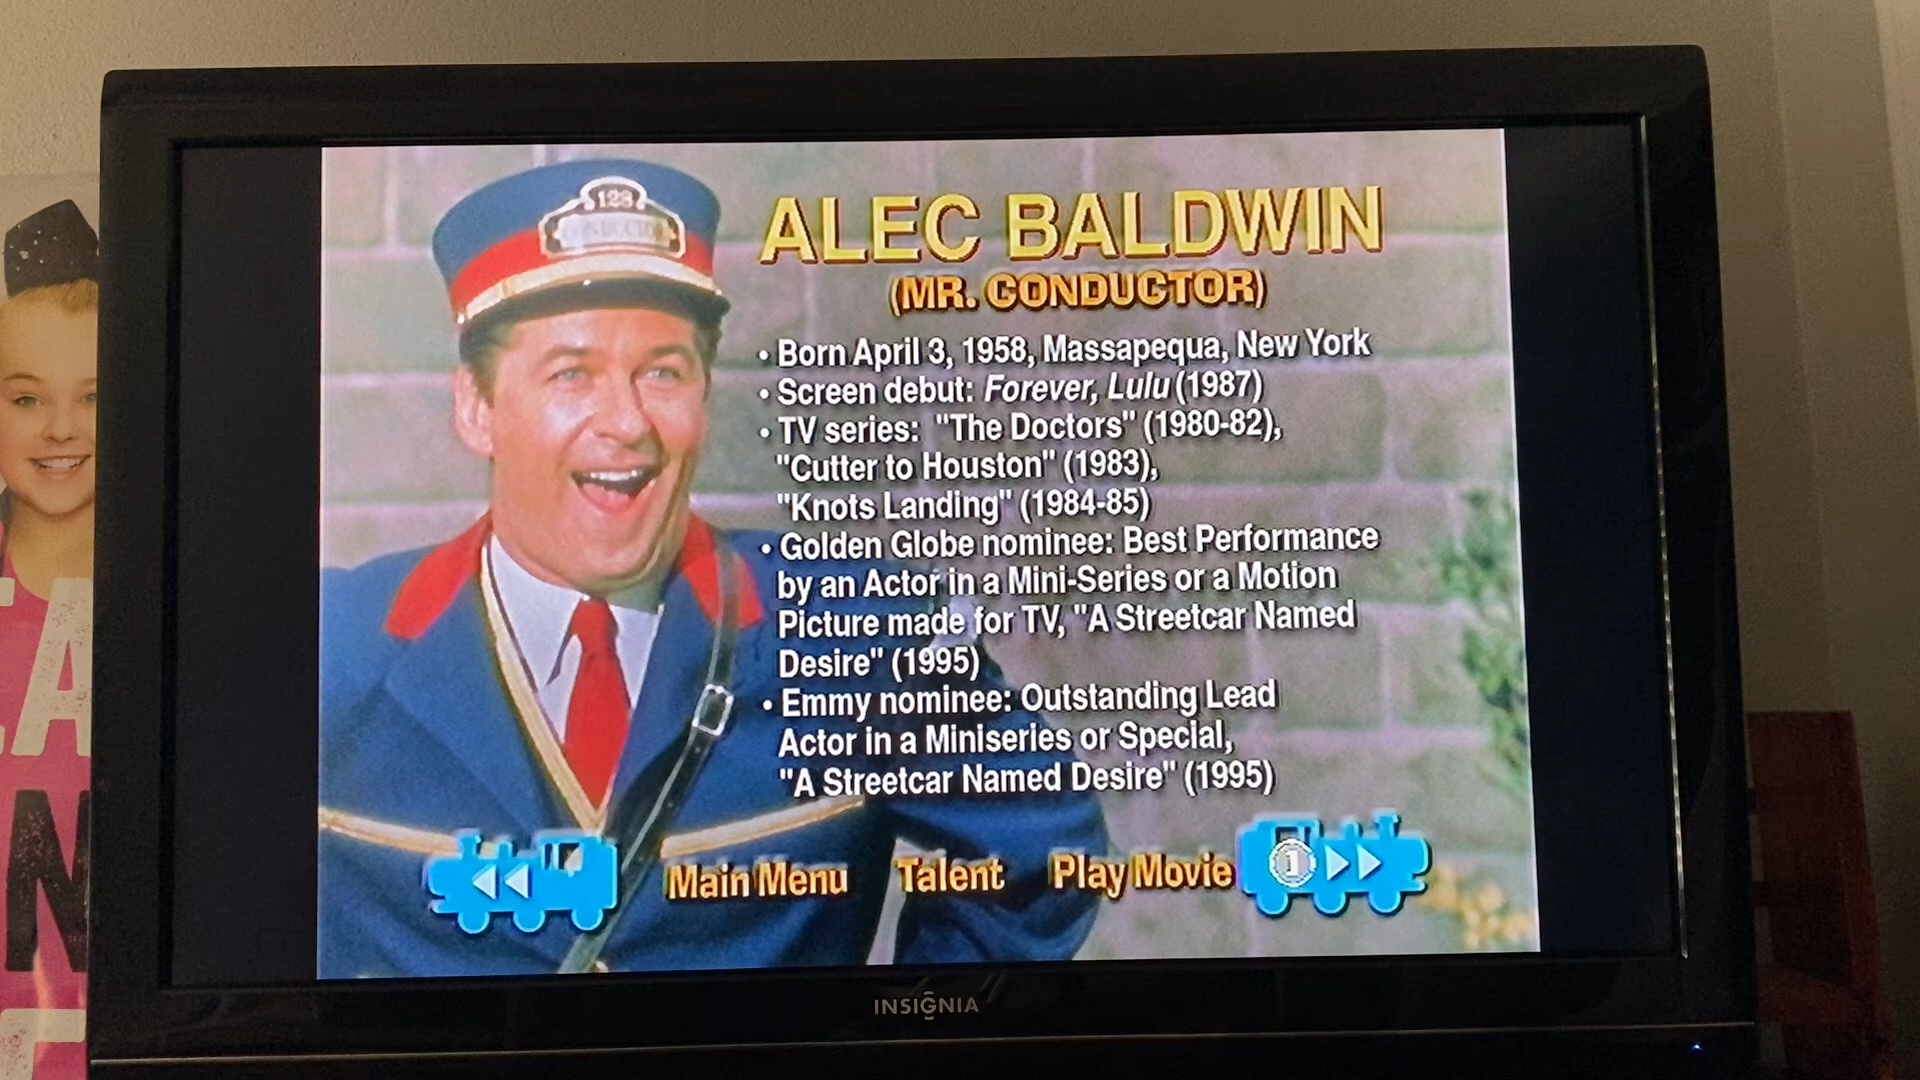 123
CONDUCTOR
ALEC BALDWIN
(MR. CONDUCTOR)
• Born April 3, 1958, Massapequa, New York
• Screen debut: Forever, Lulu (1987)
• TV series: "The Doctors" (1980-82),
"Cutter to Houston" (1983),
"Knots Landing" (1984-85)
• Golden Globe nominee: Best Performance
by an Actor in a Mini-Series or a Motion
Picture made for TV, "A Streetcar Named
Desire" (1995)
• Emmy nominee: Outstanding Lead
Actor in a Miniseries or Special,
"A Streetcar Named Desire" (1995)
Main Menu Talent Play Movie 1
INSIGNIA